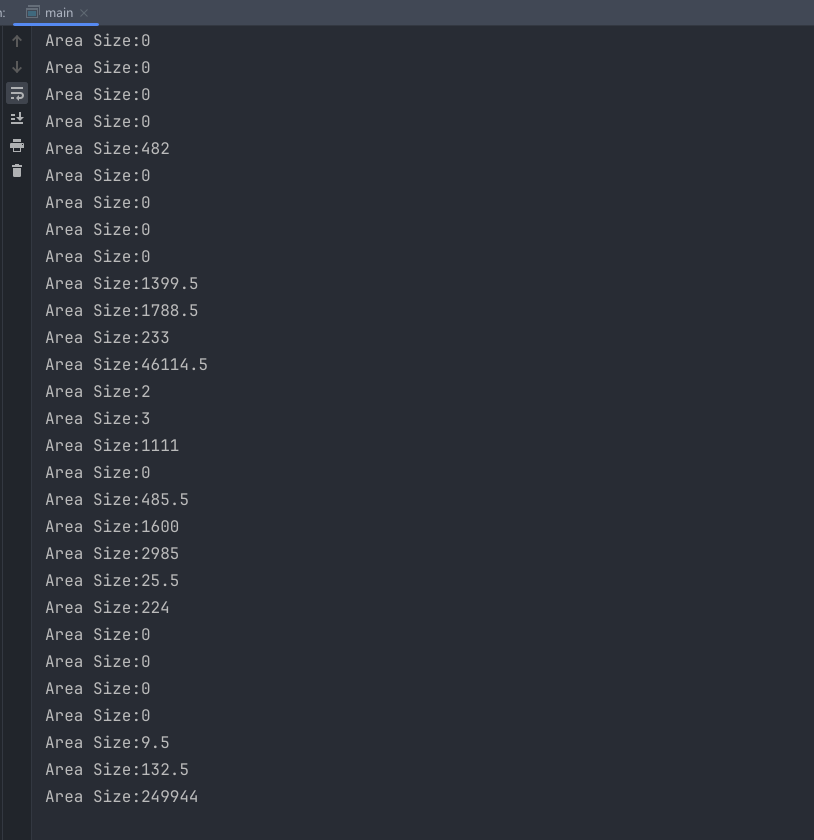 main
Area Size:0
Area Size:0
Area Size:0
Area Size:0
Area Size:482
Area Size:0
Area Size:0
Area Size:0
Area Size:0
Area Size:1399.5
Area Size:1788.5
Area Size:233
Area Size:46114.5
Area Size:2
Area Size:3
Area Size:1111
Area Size:0
Area Size:485.5
Area Size:1600
Area Size:2985
Area Size:25.5
Area Size:224
Area Size:0
Area Size:0
Area Size:0
Area Size:0
Area Size:9.5
Area Size:132.5
Area Size:249944